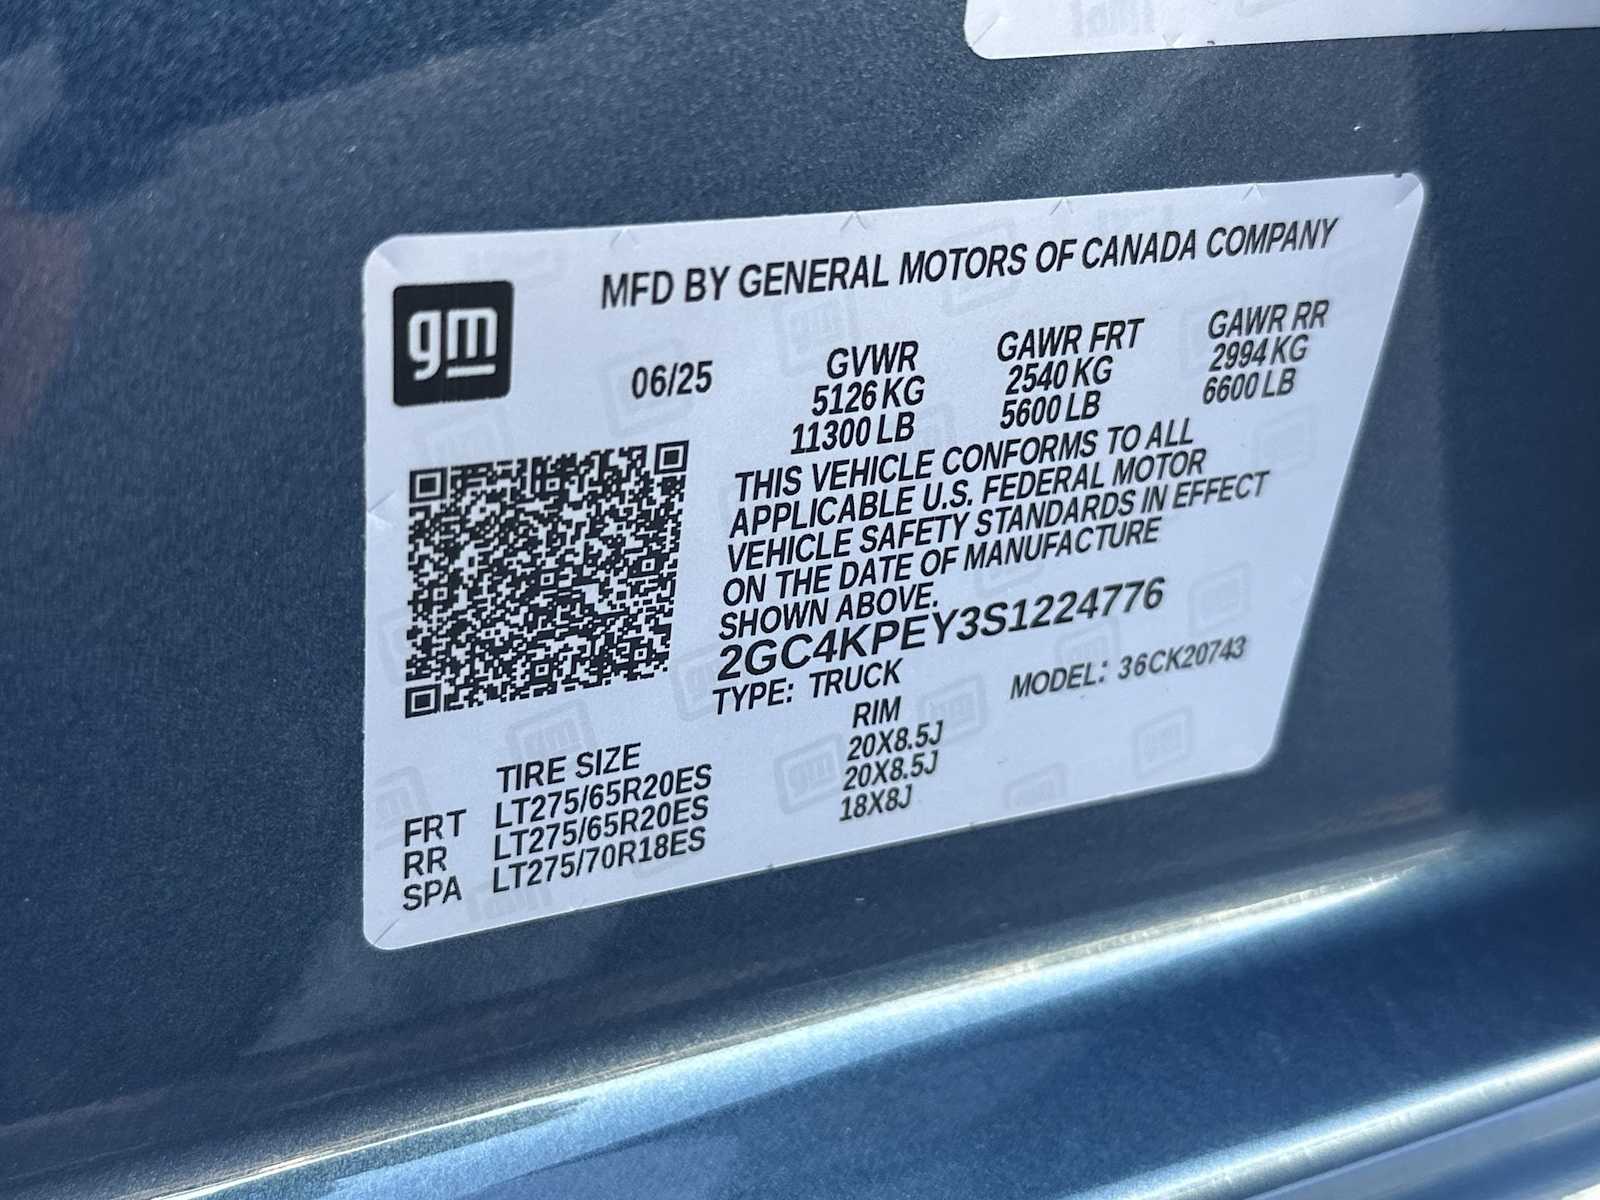 gm
MFD BY GENERAL MOTORS OF CANADA COMPANY
06/25
GVWR GAWR FRT GAWR RR
5126 KG 2540 KG 2994 KG
11300 LB 5600 LB 6600 LB
THIS VEHICLE CONFORMS TO ALL
APPLICABLE U.S. FEDERAL MOTOR
VEHICLE SAFETY STANDARDS IN EFFECT
ON THE DATE OF MANUFACTURE
SHOWN ABOVE.
2GC4KPEY3S1224776
TYPE: TRUCK MODEL: 36CK20743
TIRE SIZE RIM
FRT LT275/65R20ES 20X8.5J
RR LT275/65R20ES 20X8.5J
SPA LT275/70R18ES 18X8J